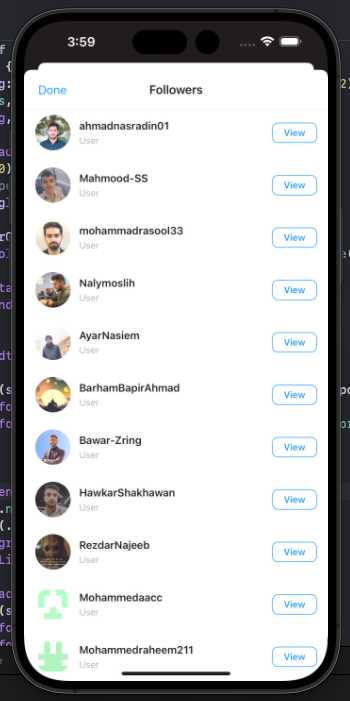 3:59
Done
Followers
ahmadnasradin01
User
View
Mahmood-SS
User
View
mohammadrasool33
User
View
Nalymoslih
User
View
AyarNasiem
User
View
BarhamBapirAhmad
User
View
Bawar-Zring
User
View
HawkarShakhawan
User
View
RezdarNajeeb
User
View
Mohammedaacc
User
View
Mohammedraheem211
User
View